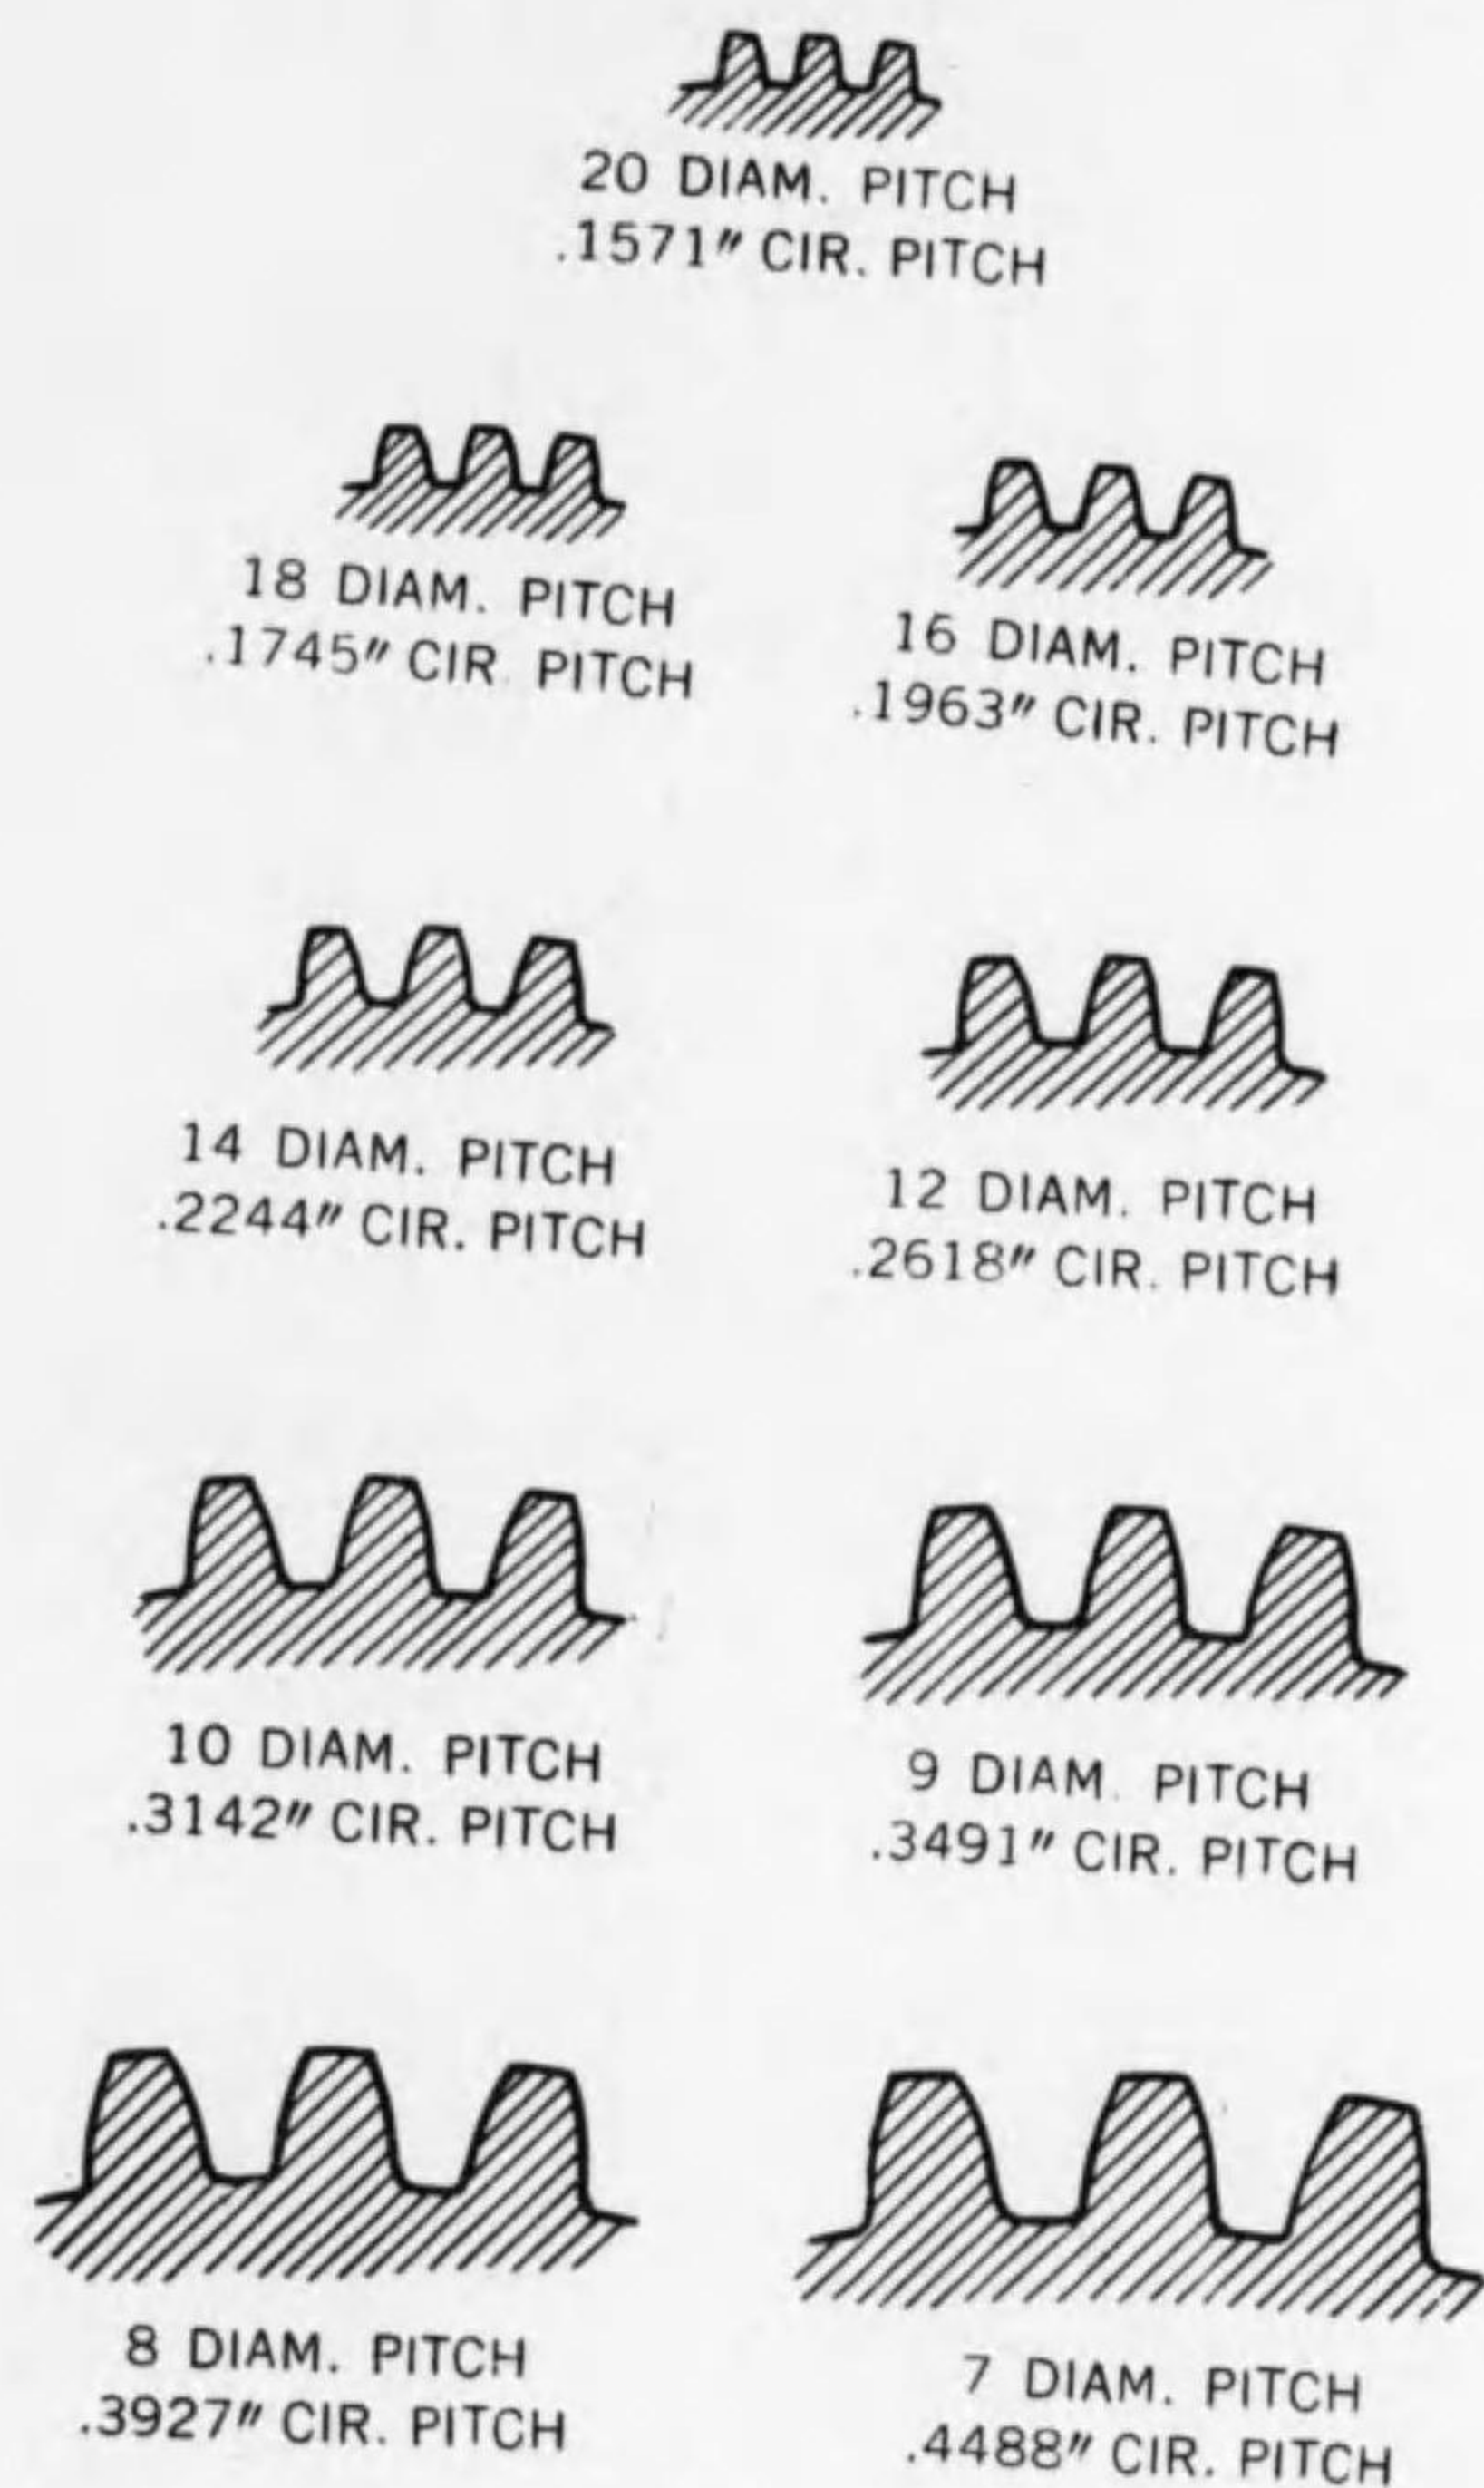 20 DIAM. PITCH
.1571" CIR. PITCH
18 DIAM. PITCH
.1745" CIR. PITCH
16 DIAM. PITCH
.1963" CIR. PITCH
14 DIAM. PITCH
.2244" CIR. PITCH
12 DIAM. PITCH
.2618" CIR. PITCH
10 DIAM. PITCH
.3142" CIR. PITCH
9 DIAM. PITCH
.3491" CIR. PITCH
8 DIAM. PITCH
.3927" CIR. PITCH
7 DIAM. PITCH
.4488" CIR. PITCH